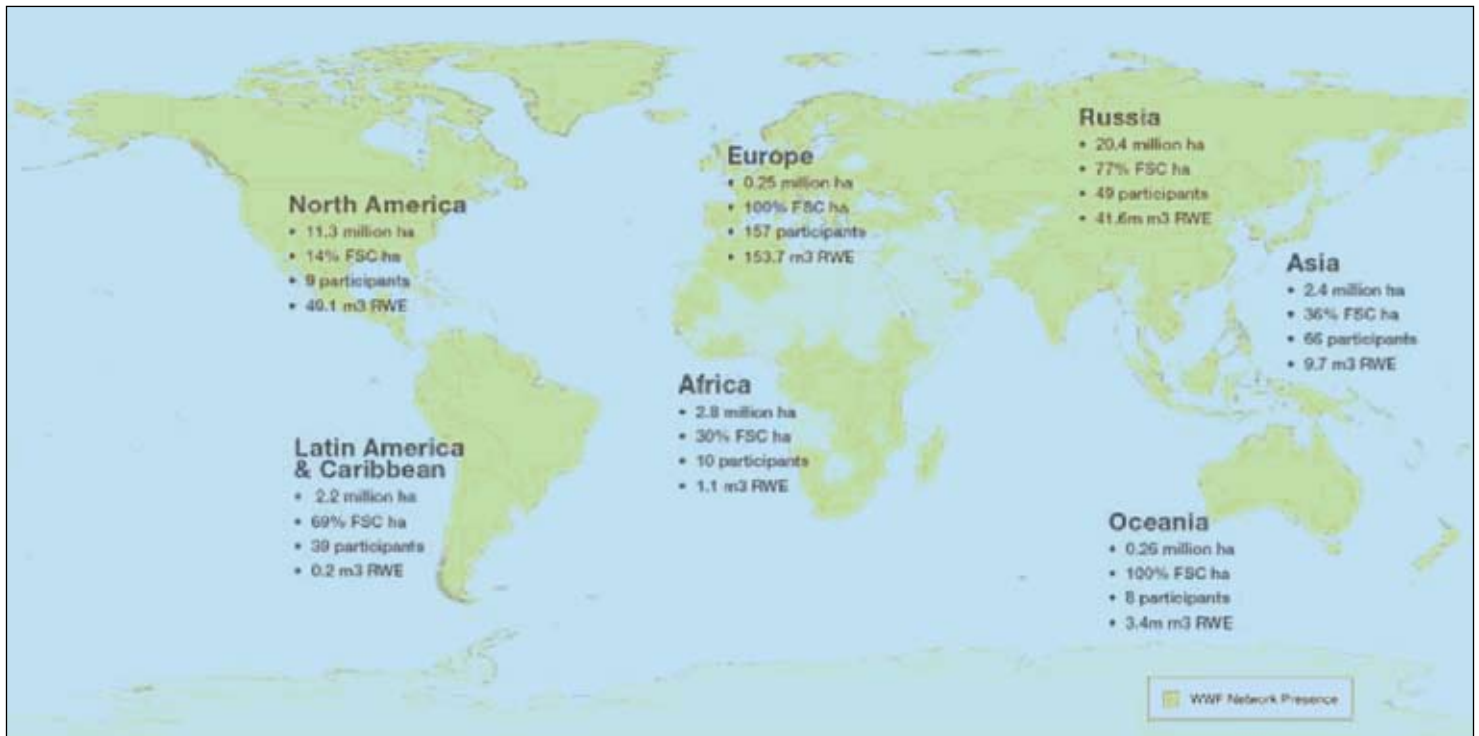 North America
• 11.3 million ha
• 14% FSC ha
• 9 participants
• 49.1 m3 RWE
Latin America
& Caribbean
• 2.2 million ha
• 69% FSC ha
• 39 participants
• 0.2 m3 RWE
Europe
• 0.25 million ha
• 100% FSC ha
• 157 participants
• 153.7 m3 RWE
Africa
• 2.8 million ha
• 30% FSC ha
• 10 participants
• 1.1 m3 RWE
Russia
• 20.4 million ha
• 77% FSC ha
• 49 participants
• 41.6m m3 RWE
Asia
• 2.4 million ha
• 36% FSC ha
• 66 participants
• 9.7 m3 RWE
Oceania
• 0.26 million ha
• 100% FSC ha
• 8 participants
• 3.4m m3 RWE
WWF Network Presence